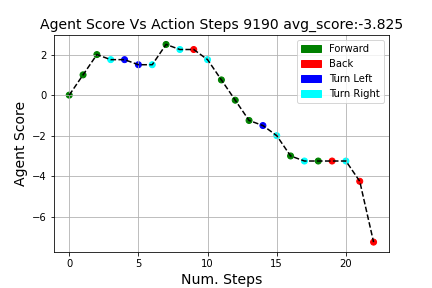 Agent Score Vs Action Steps 9190 avg_score:-3.825
Forward
Back
Turn Left
Turn Right
Agent Score
2
0
−2
−4
−6
0 5 10 15 20
Num. Steps